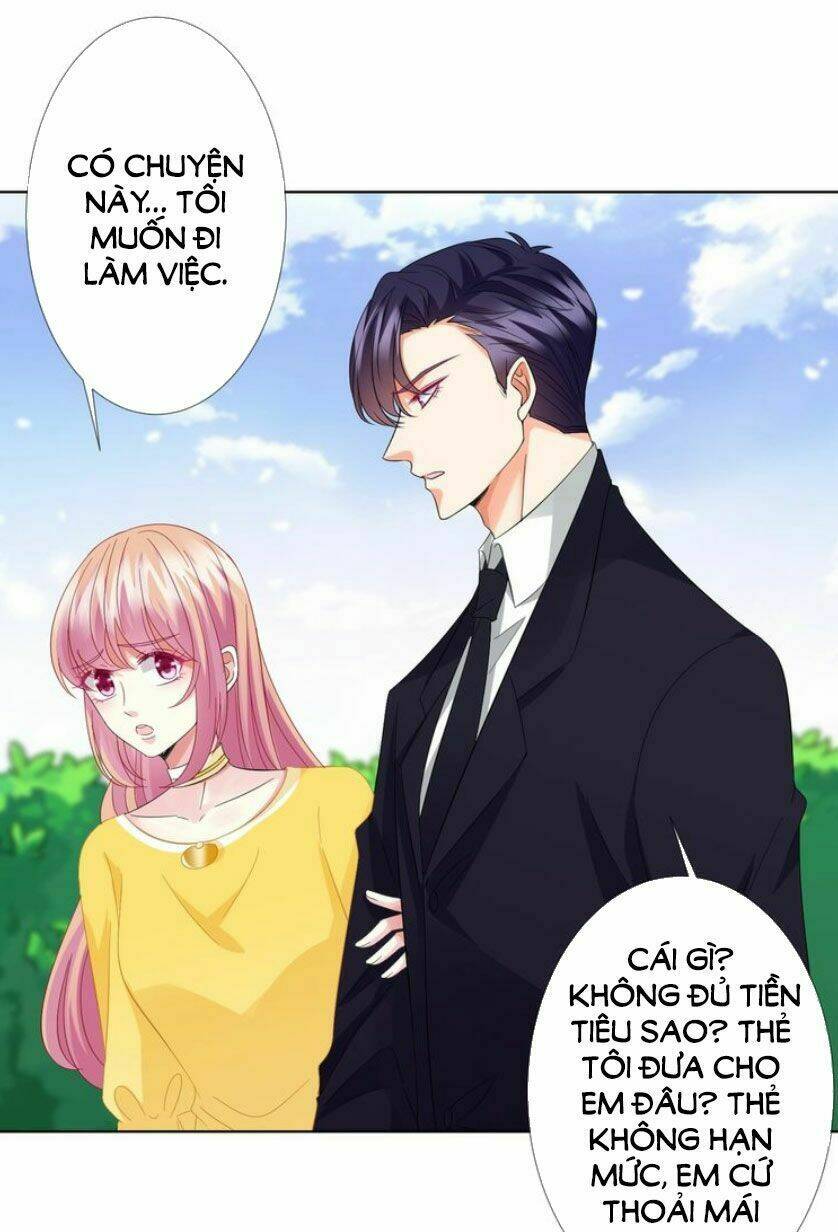 CÓ CHUYỆN
NÀY... TÔI
MUỐN ĐI
LÀM VIỆC.
CÁI GÌ?
KHÔNG ĐỦ TIỀN
TIÊU SAO? THẺ
TÔI ĐƯA CHO
EM ĐÂU? THẺ
KHÔNG HẠN
MỨC, EM CỨ
THOẢI MÁI